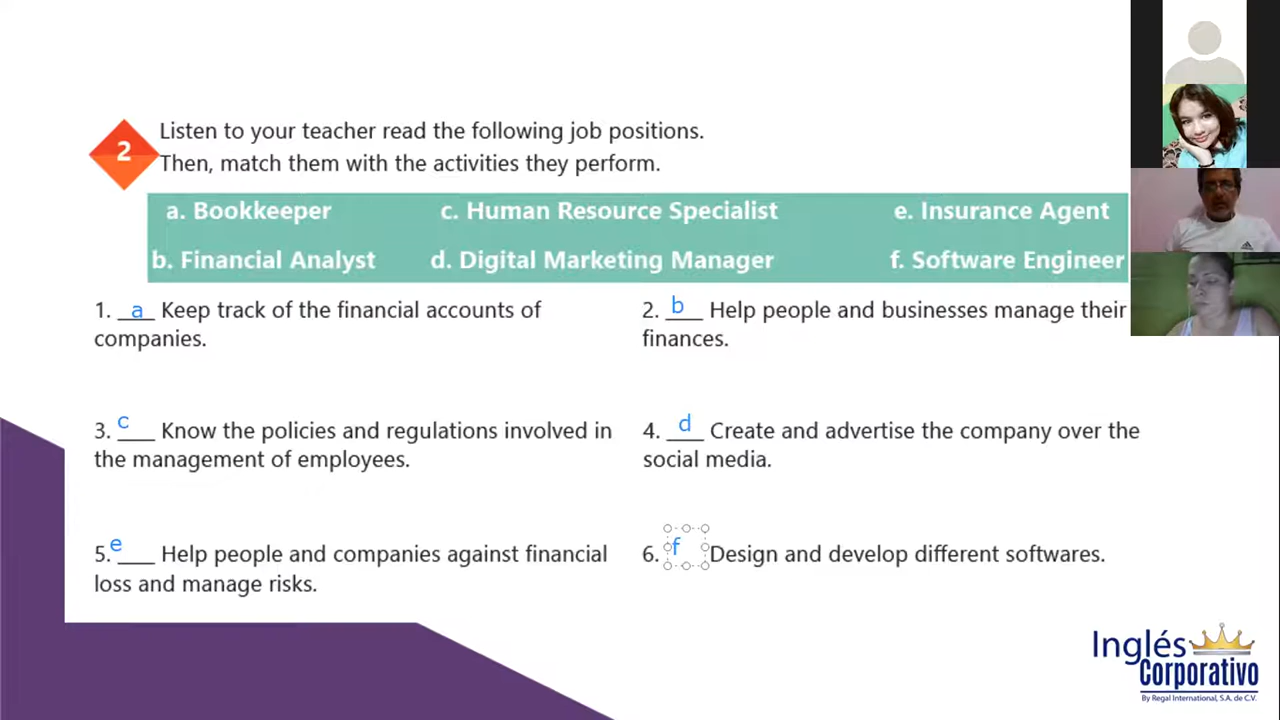 2
Listen to your teacher read the following job positions.
Then, match them with the activities they perform.
a. Bookkeeper c. Human Resource Specialist e. Insurance Agent
b. Financial Analyst d. Digital Marketing Manager f. Software Engineer
1. a Keep track of the financial accounts of
companies.
2. b Help people and businesses manage their
finances.
3. c Know the policies and regulations involved in
the management of employees.
4. d Create and advertise the company over the
social media.
5. e Help people and companies against financial
loss and manage risks.
6. f Design and develop different softwares.
Inglés
Corporativo
By Regal International, S.A. de C.V.